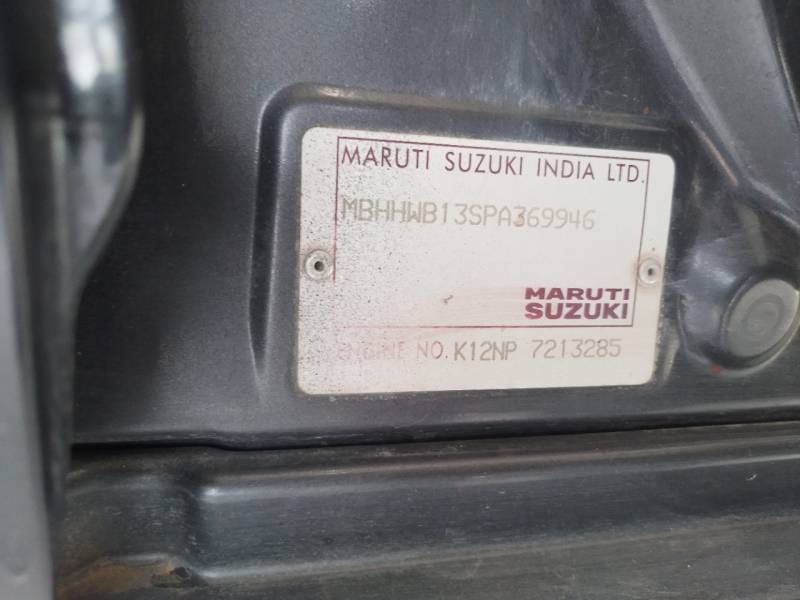 MARUTI SUZUKI INDIA LTD.
MBHHWB13SPA369946
MARUTI
SUZUKI
ENGINE NO. K12NP 7213285